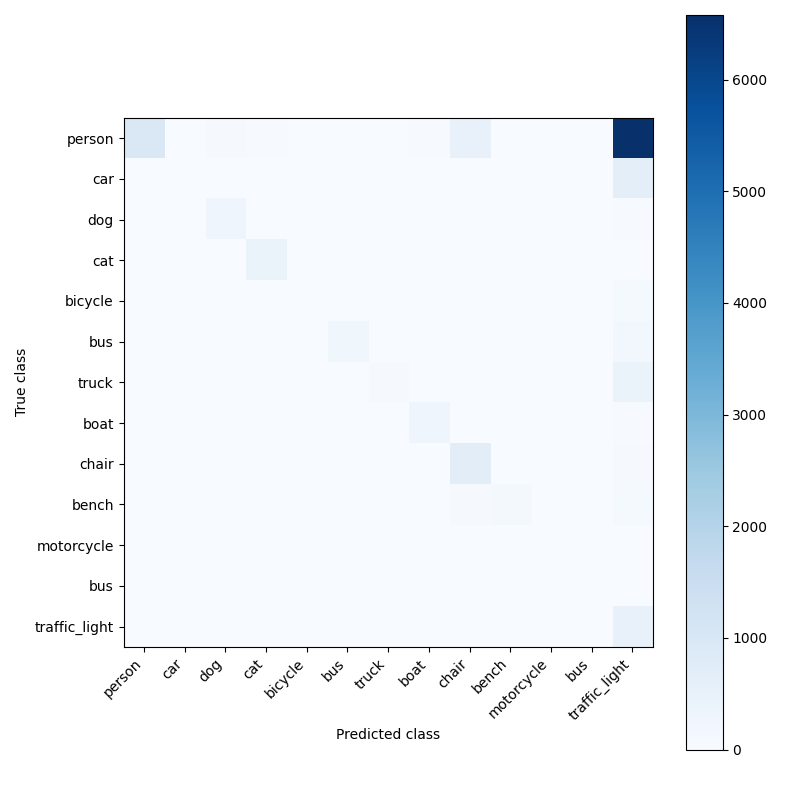 person
car
dog
cat
bicycle
bus
truck
boat
chair
bench
motorcycle
bus
traffic_light
True class
person
car
dog
cat
bicycle
bus
truck
boat
chair
bench
motorcycle
bus
traffic_light
Predicted class
6000
5000
4000
3000
2000
1000
0